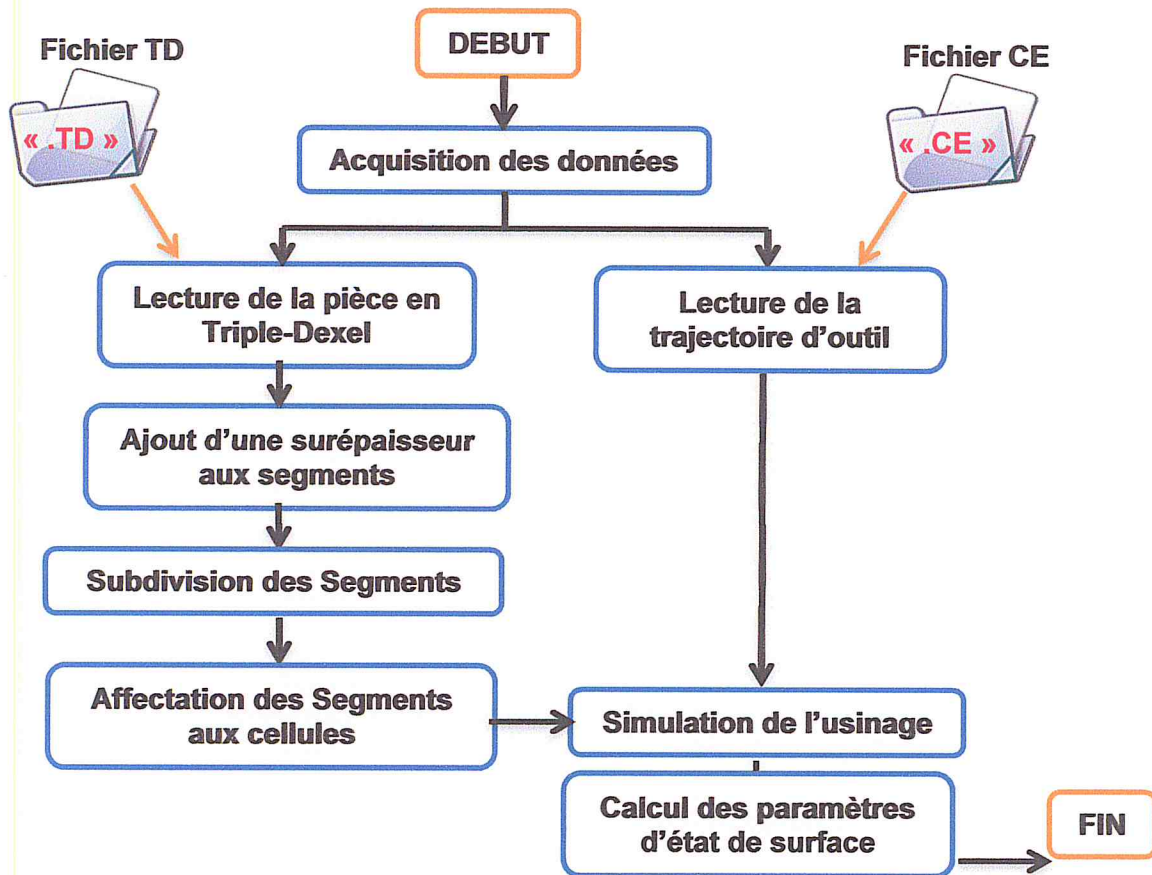 DEBUT
Fichier TD
Fichier CE
« .TD »
« .CE »
Acquisition des données
Lecture de la pièce en
Triple-Dexel
Lecture de la
trajectoire d'outil
Ajout d'une surépaisseur
aux segments
Subdivision des Segments
Affectation des Segments
aux cellules
Simulation de l'usinage
Calcul des paramètres
d'état de surface
FIN